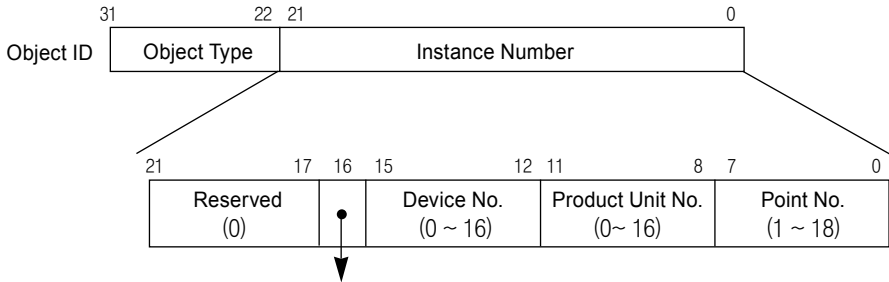 31 22 21 0
Object ID Object Type Instance Number
21 17 16 15 12 11 8 7 0
Reserved Device No. Product Unit No. Point No.
(0) (0 ~ 16) (0~ 16) (1 ~ 18)